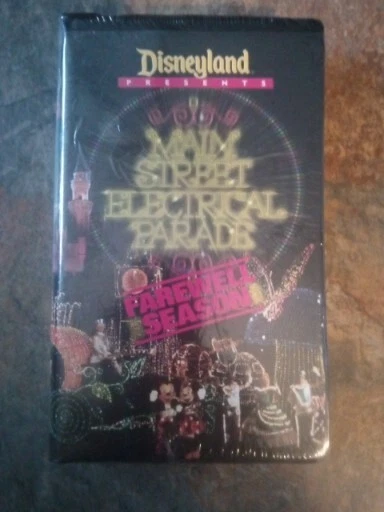 Disneyland
PRESENTS
MAIN
STREET
ELECTRICAL
PARADE
FAREWELL
SEASON